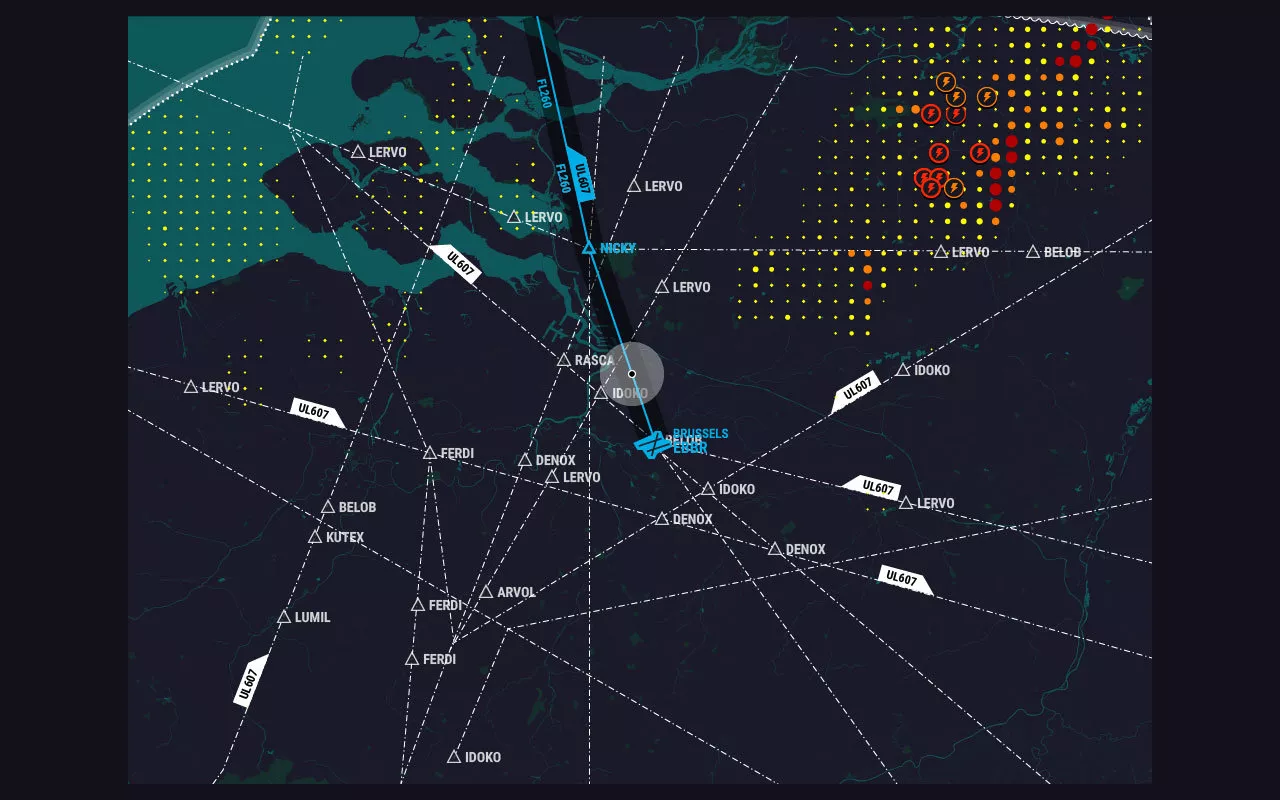 FL260
LERVO
FL260
UL607
LERVO
LERVO
NICKY
LERVO
BELOB
UL607
LERVO
RASCA
IDOKO
LERVO
UL607
IDOKO
UL607
BRUSSELS
BELOB
EBBR
FERDI
DENOX
LERVO
IDOKO
UL607
LERVO
BELOB
DENOX
KUTEX
DENOX
UL607
ARVOL
FERDI
LUMIL
FERDI
UL607
IDOKO